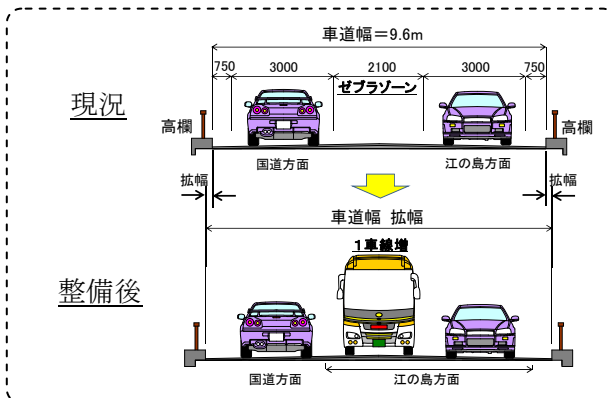 車道幅＝9.6m
750 3000 2100 3000 750
ゼブラゾーン
現況
高欄 高欄
国道方面 江の島方面
拡幅 拡幅
車道幅 拡幅
1車線増
整備後
国道方面 江の島方面